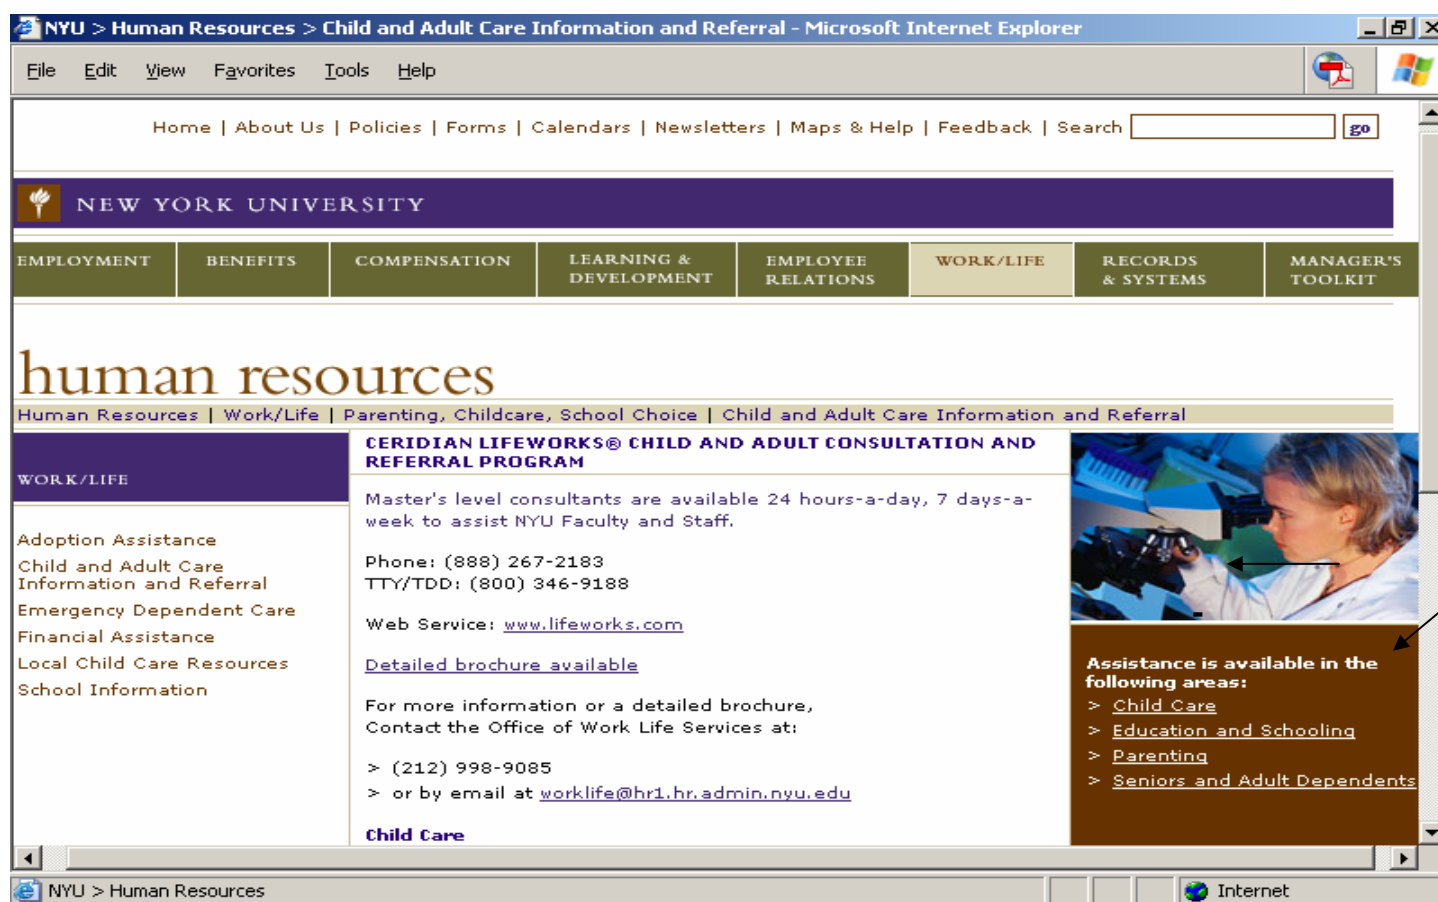 NYU > Human Resources > Child and Adult Care Information and Referral - Microsoft Internet Explorer
File Edit View Favorites Tools Help
Home | About Us | Policies | Forms | Calendars | Newsletters | Maps & Help | Feedback | Search go
NEW YORK UNIVERSITY
EMPLOYMENT
BENEFITS
COMPENSATION
LEARNING &
DEVELOPMENT
EMPLOYEE
RELATIONS
WORK/LIFE
RECORDS
& SYSTEMS
MANAGER'S
TOOLKIT
human resources
Human Resources | Work/Life | Parenting, Childcare, School Choice | Child and Adult Care Information and Referral
WORK/LIFE
Adoption Assistance
Child and Adult Care
Information and Referral
Emergency Dependent Care
Financial Assistance
Local Child Care Resources
School Information
CERIDIAN LIFEWORKS® CHILD AND ADULT CONSULTATION AND
REFERRAL PROGRAM
Master's level consultants are available 24 hours-a-day, 7 days-a-
week to assist NYU Faculty and Staff.
Phone: (888) 267-2183
TTY/TDD: (800) 346-9188
Web Service: www.lifeworks.com
Detailed brochure available
For more information or a detailed brochure,
Contact the Office of Work Life Services at:
> (212) 998-9085
> or by email at worklife@hr1.hr.admin.nyu.edu
Child Care
Assistance is available in the
following areas:
> Child Care
> Education and Schooling
> Parenting
> Seniors and Adult Dependents
NYU > Human Resources
Internet